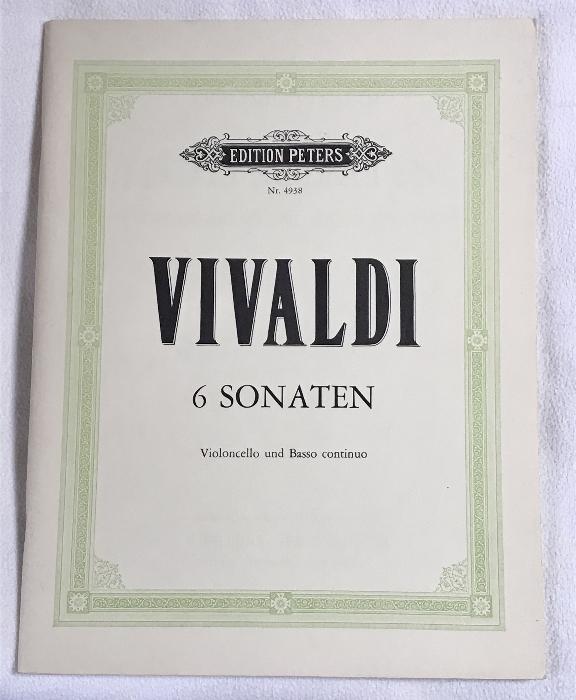 EDITION PETERS
Nr. 4938
VIVALDI
6 SONATEN
Violoncello und Basso continuo